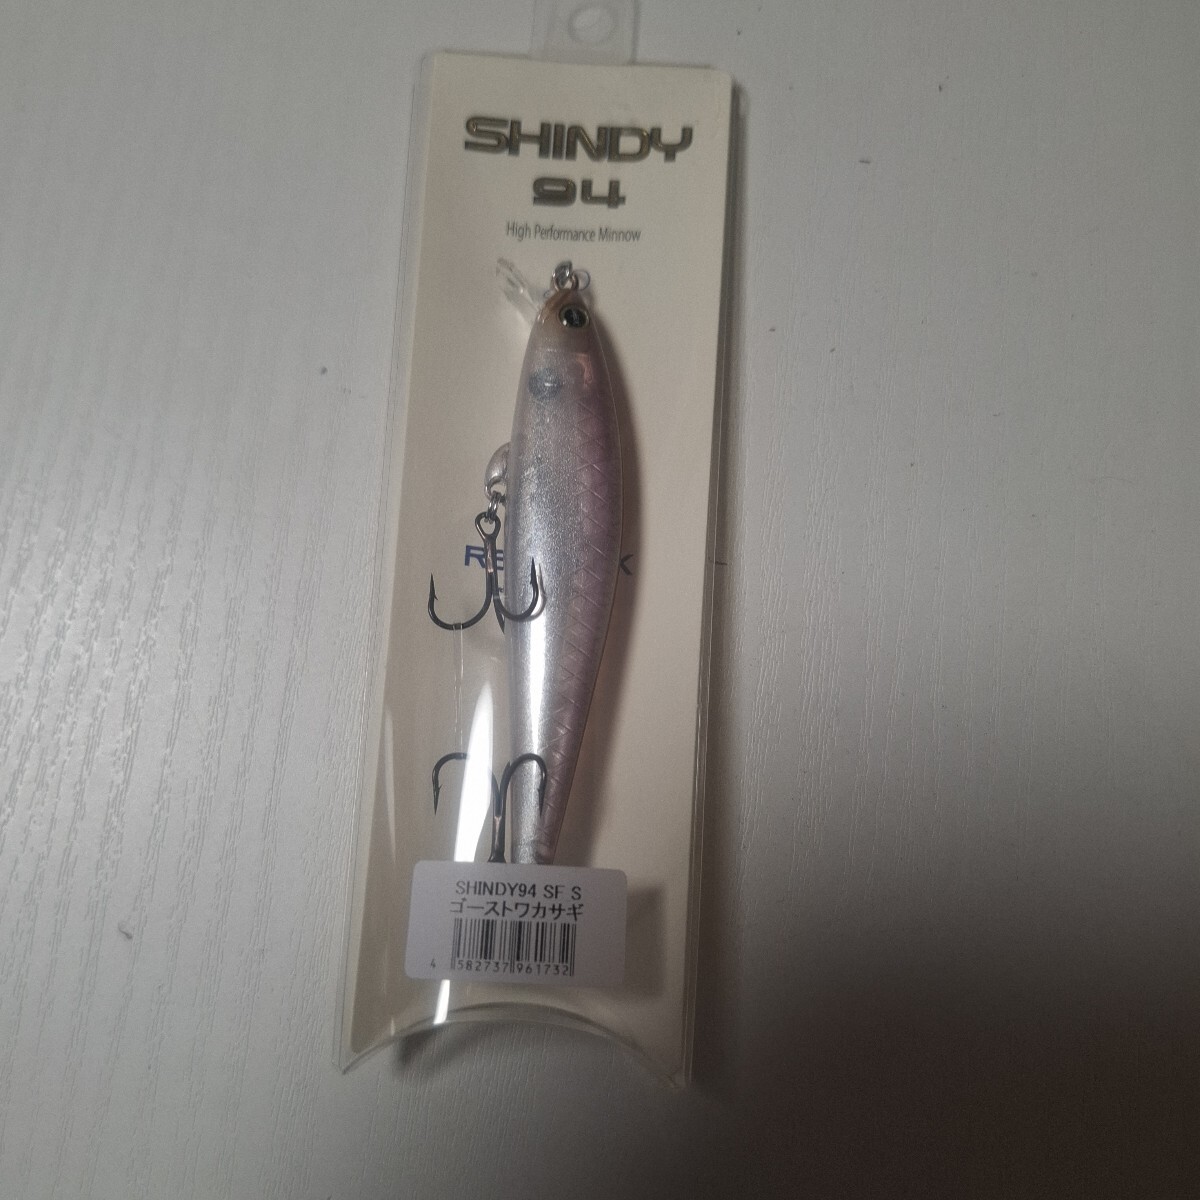 SHINDY
94
High Performance Minnow
SHINDY94 SF S
ゴーストワカサギ
4 582737 961732